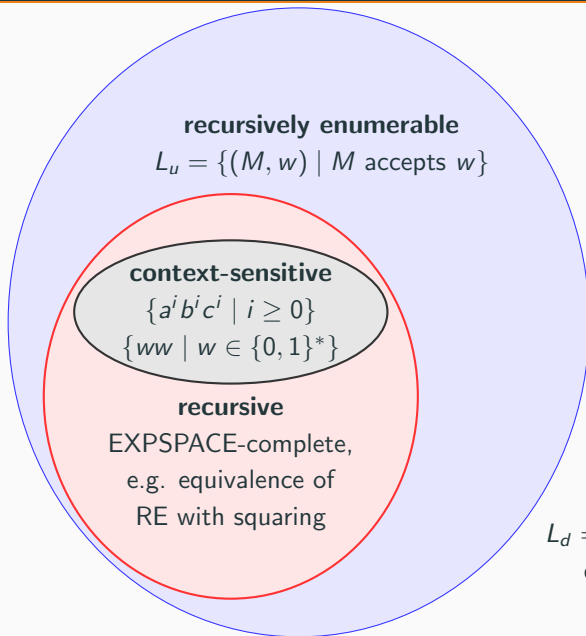 recursively enumerable
L_u = {(M, w) | M accepts w}
context-sensitive
{a^i b^i c^i | i ≥ 0}
{ww | w ∈ {0, 1}*}
recursive
EXPSPACE-complete,
e.g. equivalence of
RE with squaring
L_d =